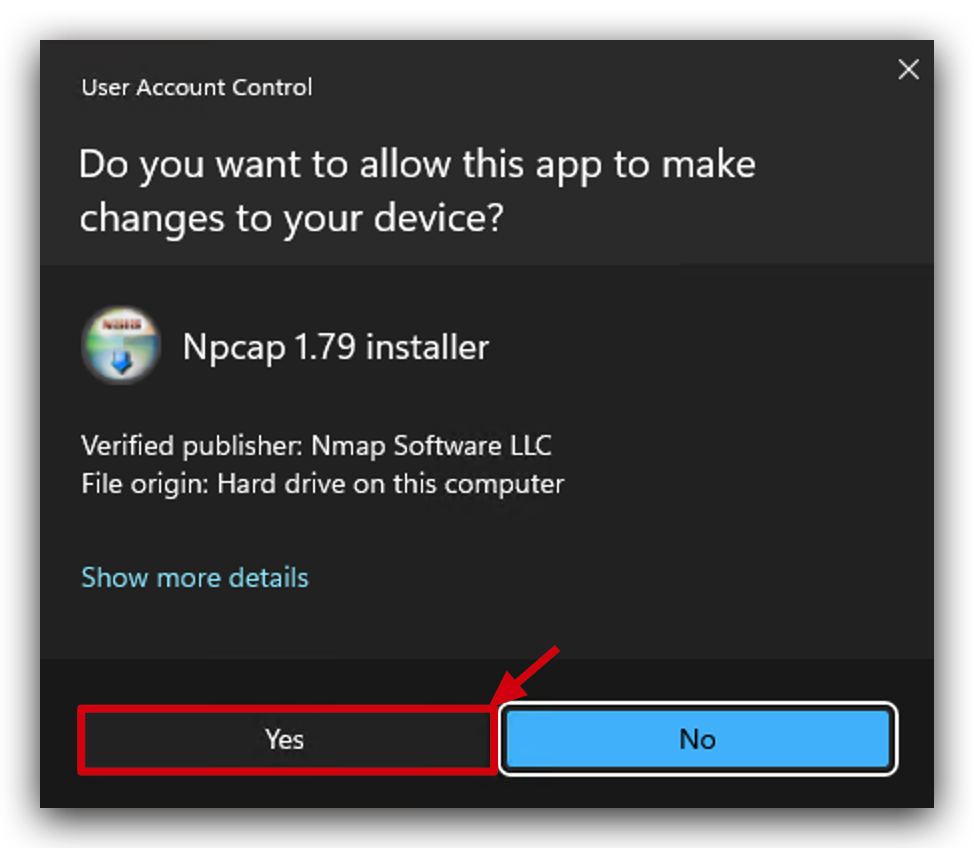 User Account Control
Do you want to allow this app to make
changes to your device?
Npcap 1.79 installer
Verified publisher: Nmap Software LLC
File origin: Hard drive on this computer
Show more details
Yes
No